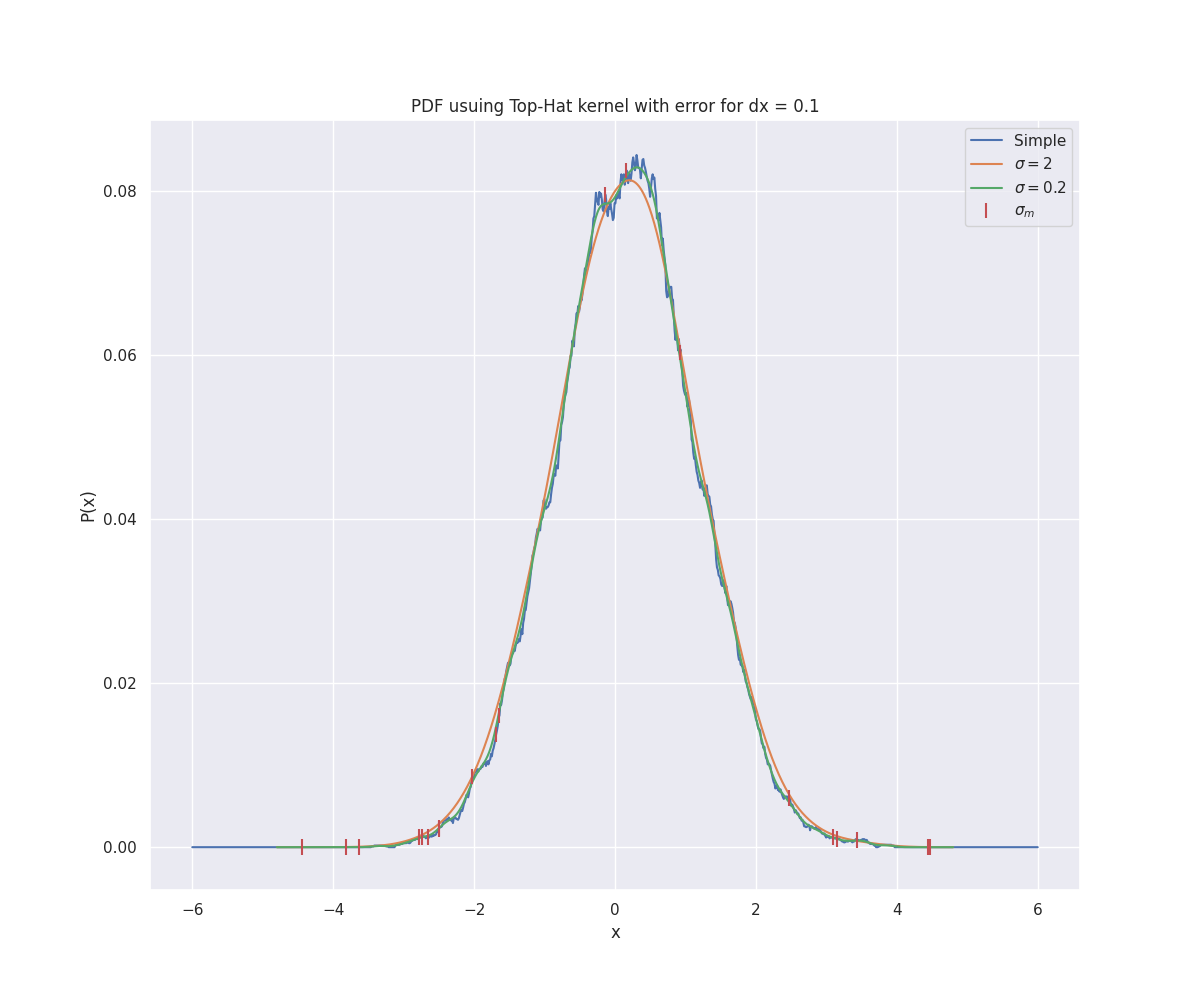 PDF usuing Top-Hat kernel with error for dx = 0.1
Simple
σ = 2
σ = 0.2
σm
P(x)
0.08
0.06
0.04
0.02
0.00
−6
−4
−2
0
2
4
6
x